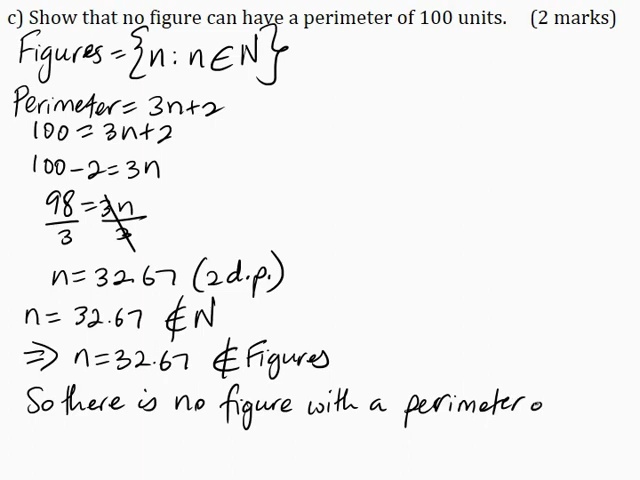 c) Show that no figure can have a perimeter of 100 units. (2 marks)
Figures = {n : n ∈ N}
Perimeter = 3n+2
100 = 3n+2
100 - 2 = 3n
98/3 = 3n/3
n = 32.67 (2 d.p.)
n = 32.67 ∉ N
⇒ n = 32.67 ∉ Figures
So there is no figure with a perimeter o